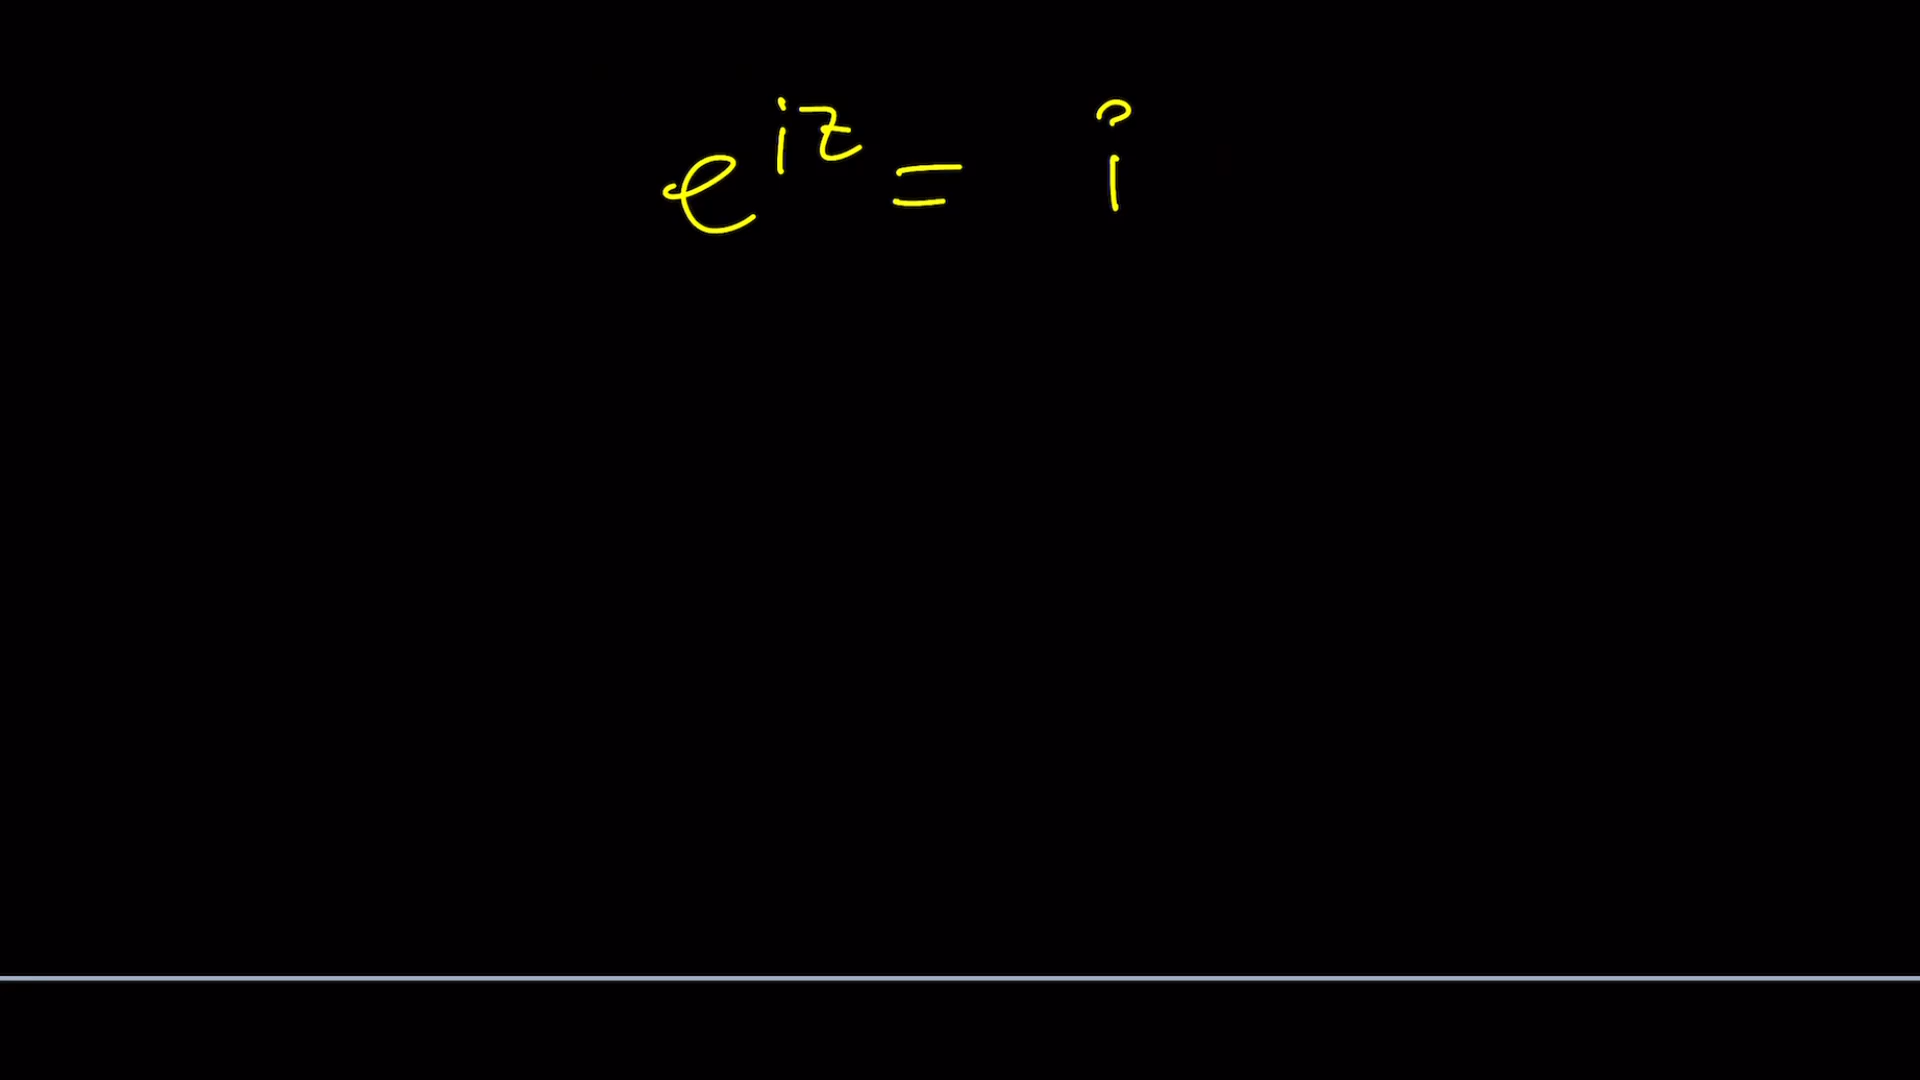 e^{iz} = i